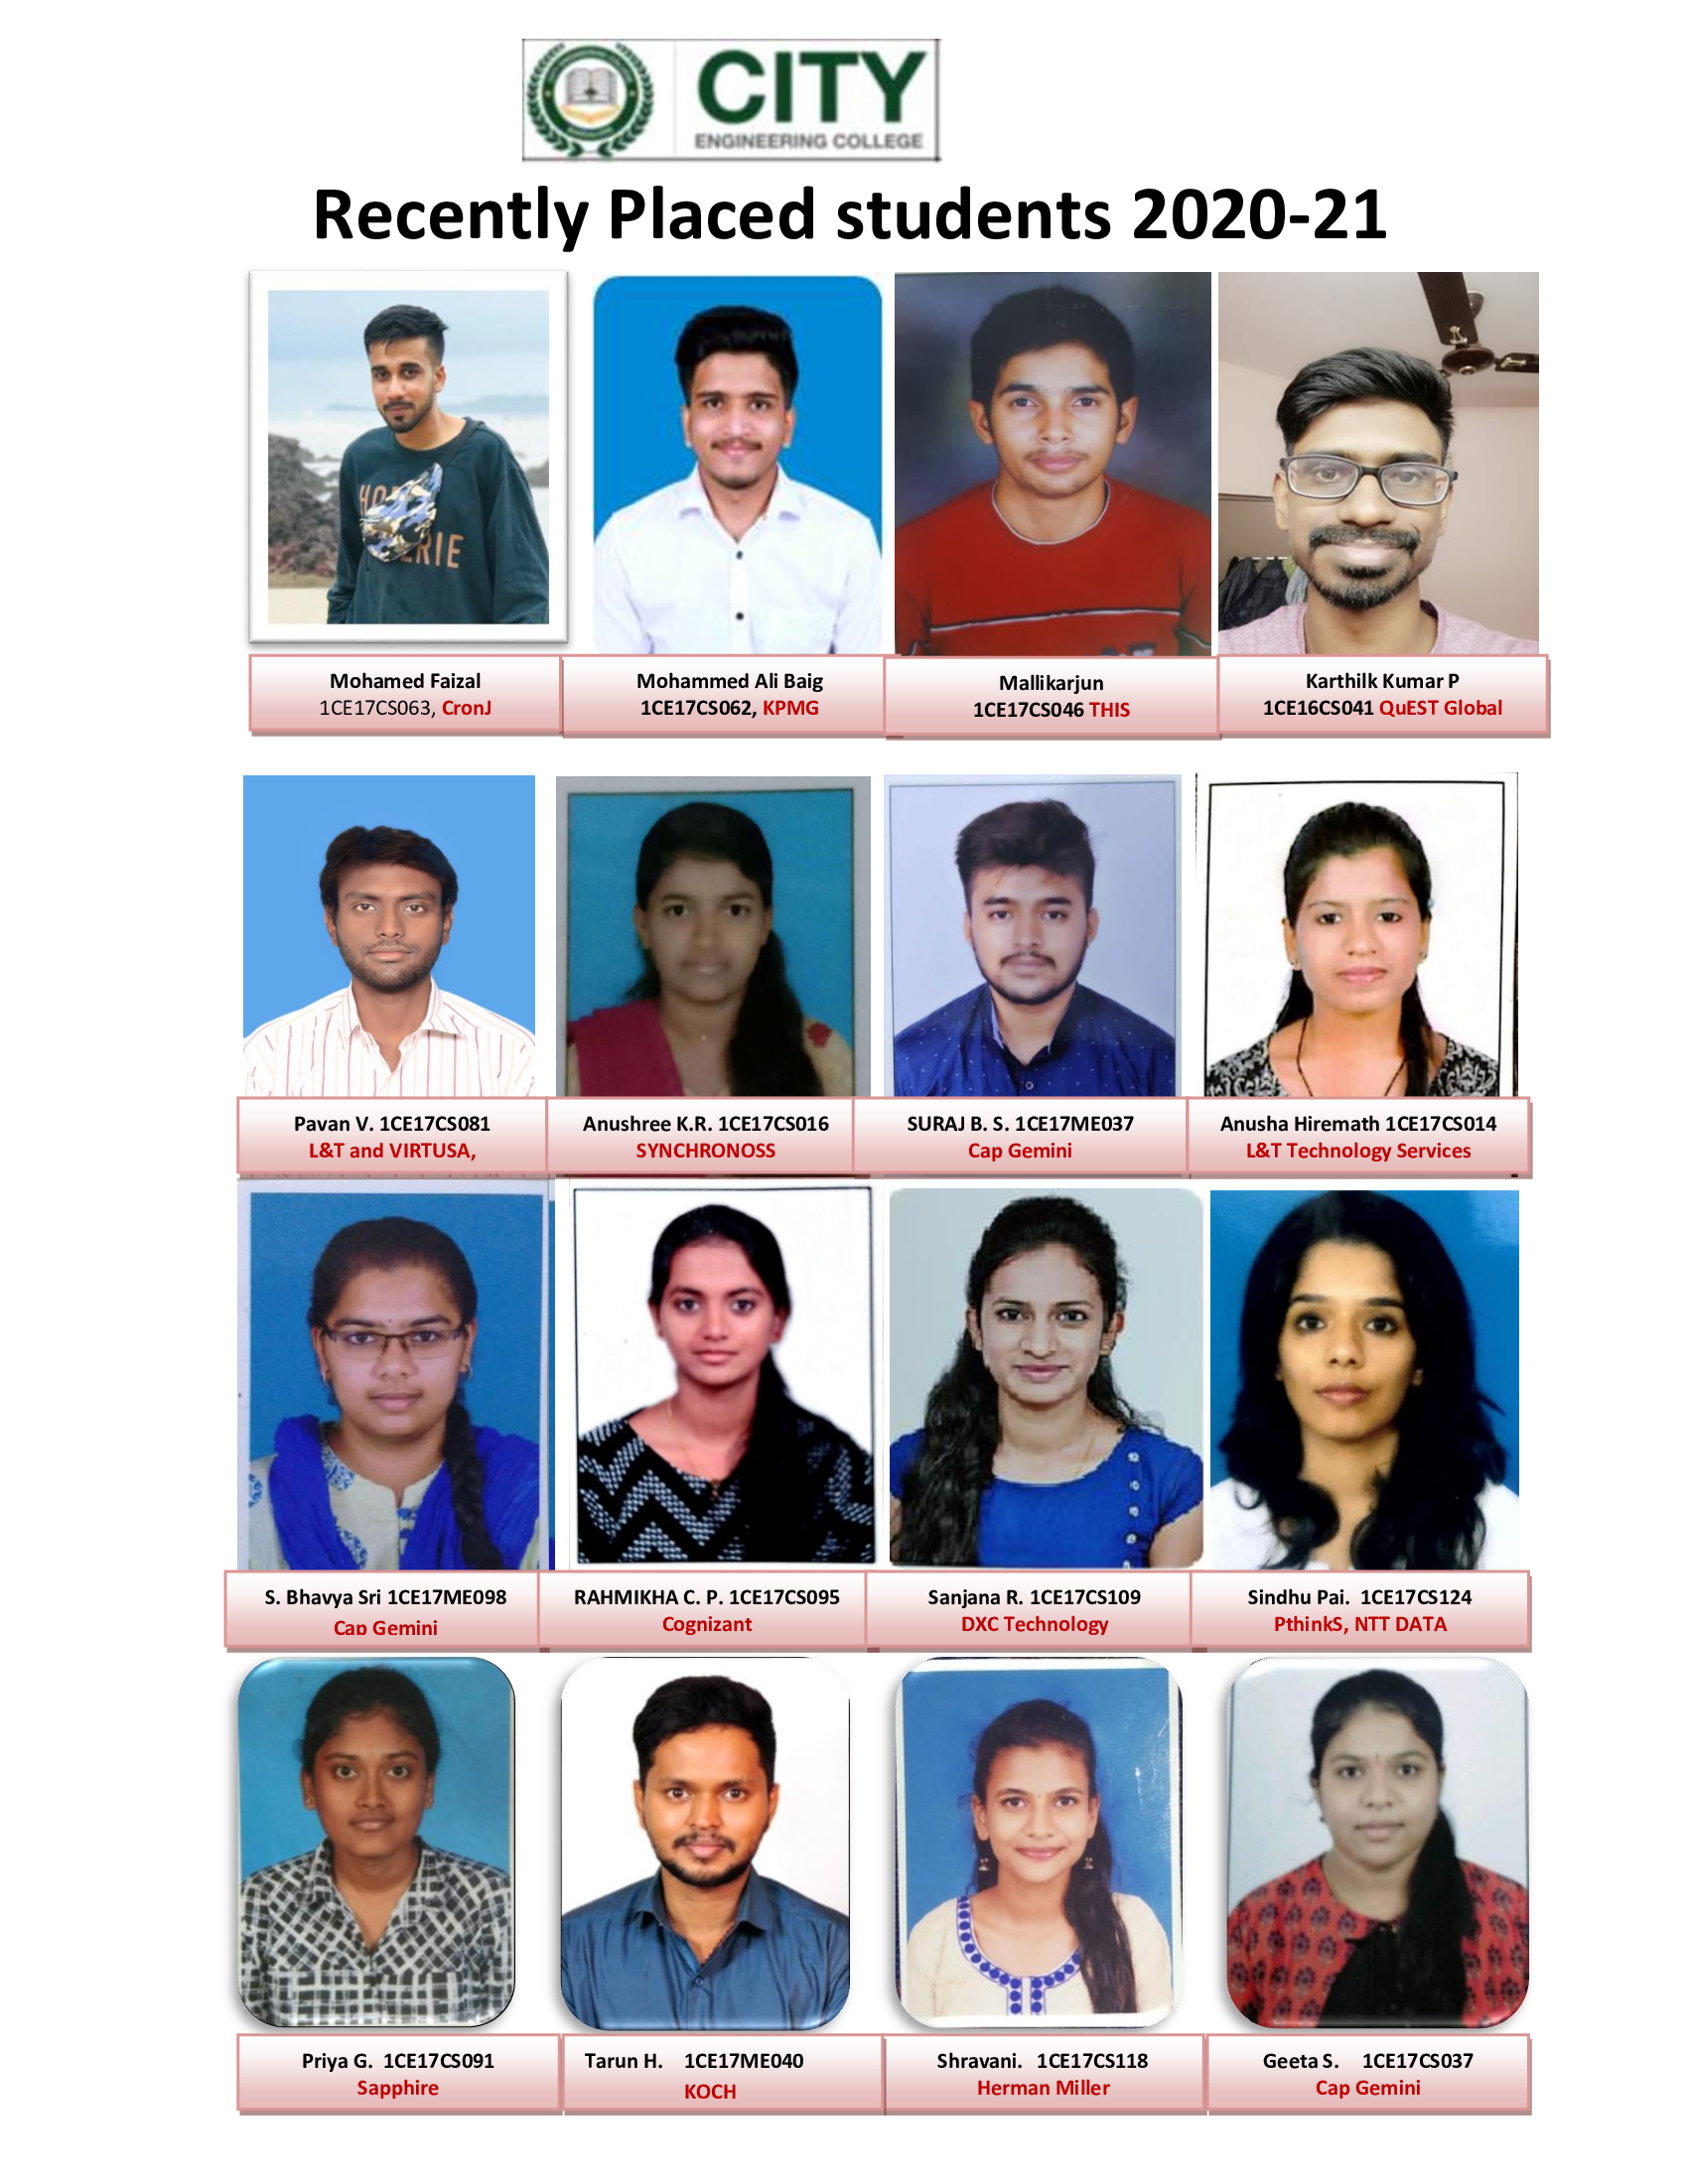 CITY
ENGINEERING COLLEGE
Recently Placed students 2020-21
HO
ERIE
Mohamed Faizal
1CE17CS063, CronJ
Mohammed Ali Baig
1CE17CS062, KPMG
Mallikarjun
1CE17CS046 THIS
Karthilk Kumar P
1CE16CS041 QuEST Global
Pavan V. 1CE17CS081
L&T and VIRTUSA,
Anushree K.R. 1CE17CS016
SYNCHRONOSS
SURAJ B. S. 1CE17ME037
Cap Gemini
Anusha Hiremath 1CE17CS014
L&T Technology Services
S. Bhavya Sri 1CE17ME098
Cap Gemini
RAHMIKHA C. P. 1CE17CS095
Cognizant
Sanjana R. 1CE17CS109
DXC Technology
Sindhu Pai. 1CE17CS124
PthinkS, NTT DATA
Priya G. 1CE17CS091
Sapphire
Tarun H. 1CE17ME040
KOCH
Shravani. 1CE17CS118
Herman Miller
Geeta S. 1CE17CS037
Cap Gemini